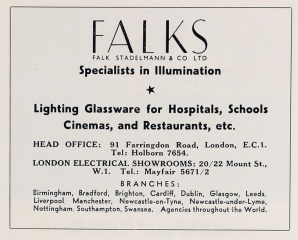 FALKS
FALK STADELMANN & CO. LTD
Specialists in Illumination
★
Lighting Glassware for Hospitals, Schools
Cinemas, and Restaurants, etc.
HEAD OFFICE: 91 Farringdon Road, London, E.C.1.
Tel: Holborn 7654.
LONDON ELECTRICAL SHOWROOMS: 20/22 Mount St.,
W.1. Tel.: Mayfair 5671/2
BRANCHES:
Birmingham, Bradford, Brighton, Cardiff, Dublin, Glasgow, Leeds,
Liverpool, Manchester, Newcastle-on-Tyne, Newcastle-under-Lyme,
Nottingham, Southampton, Swansea. Agencies throughout the World.